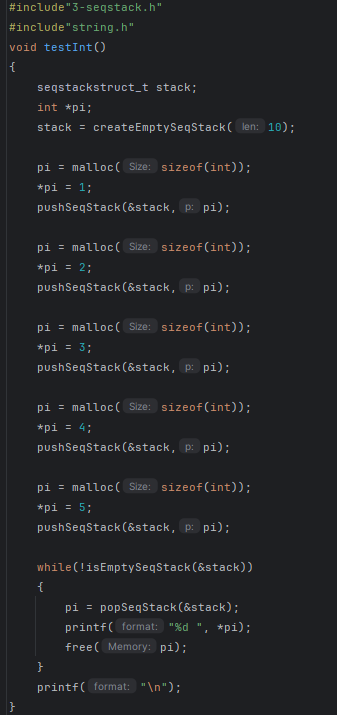 #include"3-seqstack.h"
#include"string.h"
void testInt()
{
    seqstackstruct_t stack;
    int *pi;
    stack = createEmptySeqStack( len: 10);

    pi = malloc( Size: sizeof(int));
    *pi = 1;
    pushSeqStack(&stack, p: pi);

    pi = malloc( Size: sizeof(int));
    *pi = 2;
    pushSeqStack(&stack, p: pi);

    pi = malloc( Size: sizeof(int));
    *pi = 3;
    pushSeqStack(&stack, p: pi);

    pi = malloc( Size: sizeof(int));
    *pi = 4;
    pushSeqStack(&stack, p: pi);

    pi = malloc( Size: sizeof(int));
    *pi = 5;
    pushSeqStack(&stack, p: pi);

    while(!isEmptySeqStack(&stack))
    {
        pi = popSeqStack(&stack);
        printf( format: "%d ", *pi);
        free( Memory: pi);
    }
    printf( format: "\n");
}